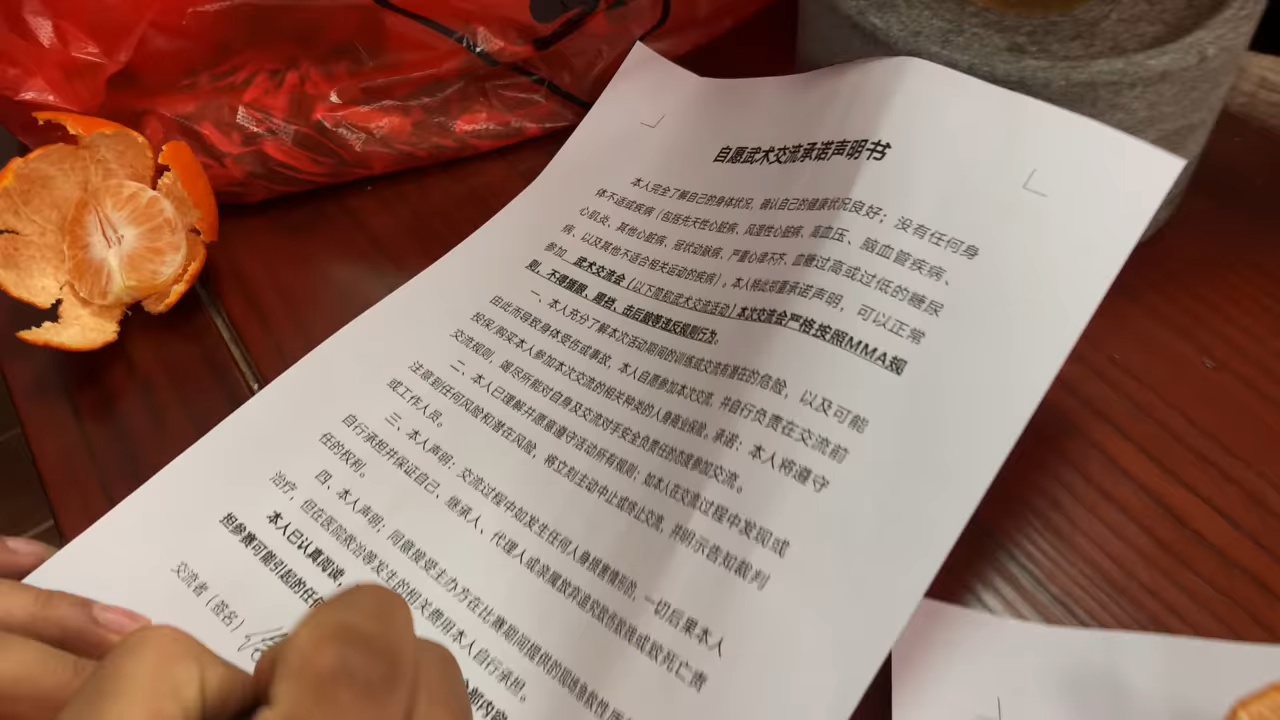 自愿武术交流承诺声明书
本人完全了解自己的身体状况，确认自己的健康状况良好；没有任何身
体不适或疾病（包括先天性心脏病、风湿性心脏病、高血压、脑血管疾病、
心肌炎、其他心脏病、冠状动脉病、严重心律不齐、血糖过高或过低的糖尿
病、以及其他不适合相关运动的疾病）。本人特此郑重承诺声明，可以正常
参加 武术交流会（以下简称武术交流活动）本次交流会严格按照MMA规
则，不得插眼、踢裆、击后脑等违反规则行为。
一、本人充分了解本次活动期间的训练或交流有潜在的危险，以及可能
由此而导致身体受伤或事故，本人自愿参加本次交流，并自行负责在交流前
投保/购买本人参加本次交流的相关种类的人身商业保险。承诺：本人将遵守
交流规则，竭尽所能对自身及交流对手安全负责任的态度参加交流。
二、本人已理解并愿意遵守活动所有规则；如本人在交流过程中发现或
注意到任何风险和潜在风险，将立刻主动中止或终止交流，并明示告知裁判
或工作人员。
三、本人声明：交流过程中如发生任何人身损害情形的，一切后果本人
自行承担并保证自己、继承人、代理人或亲属放弃追究致伤致残或致死亡责
任的权利。
四、本人声明；同意接受主办方在比赛期间提供的现场急救性
治疗，但在医院救治等发生的相关费用本人自行承担。
本人已认真阅读，
部内容
担参赛可能引起的任何
交流者（签名）